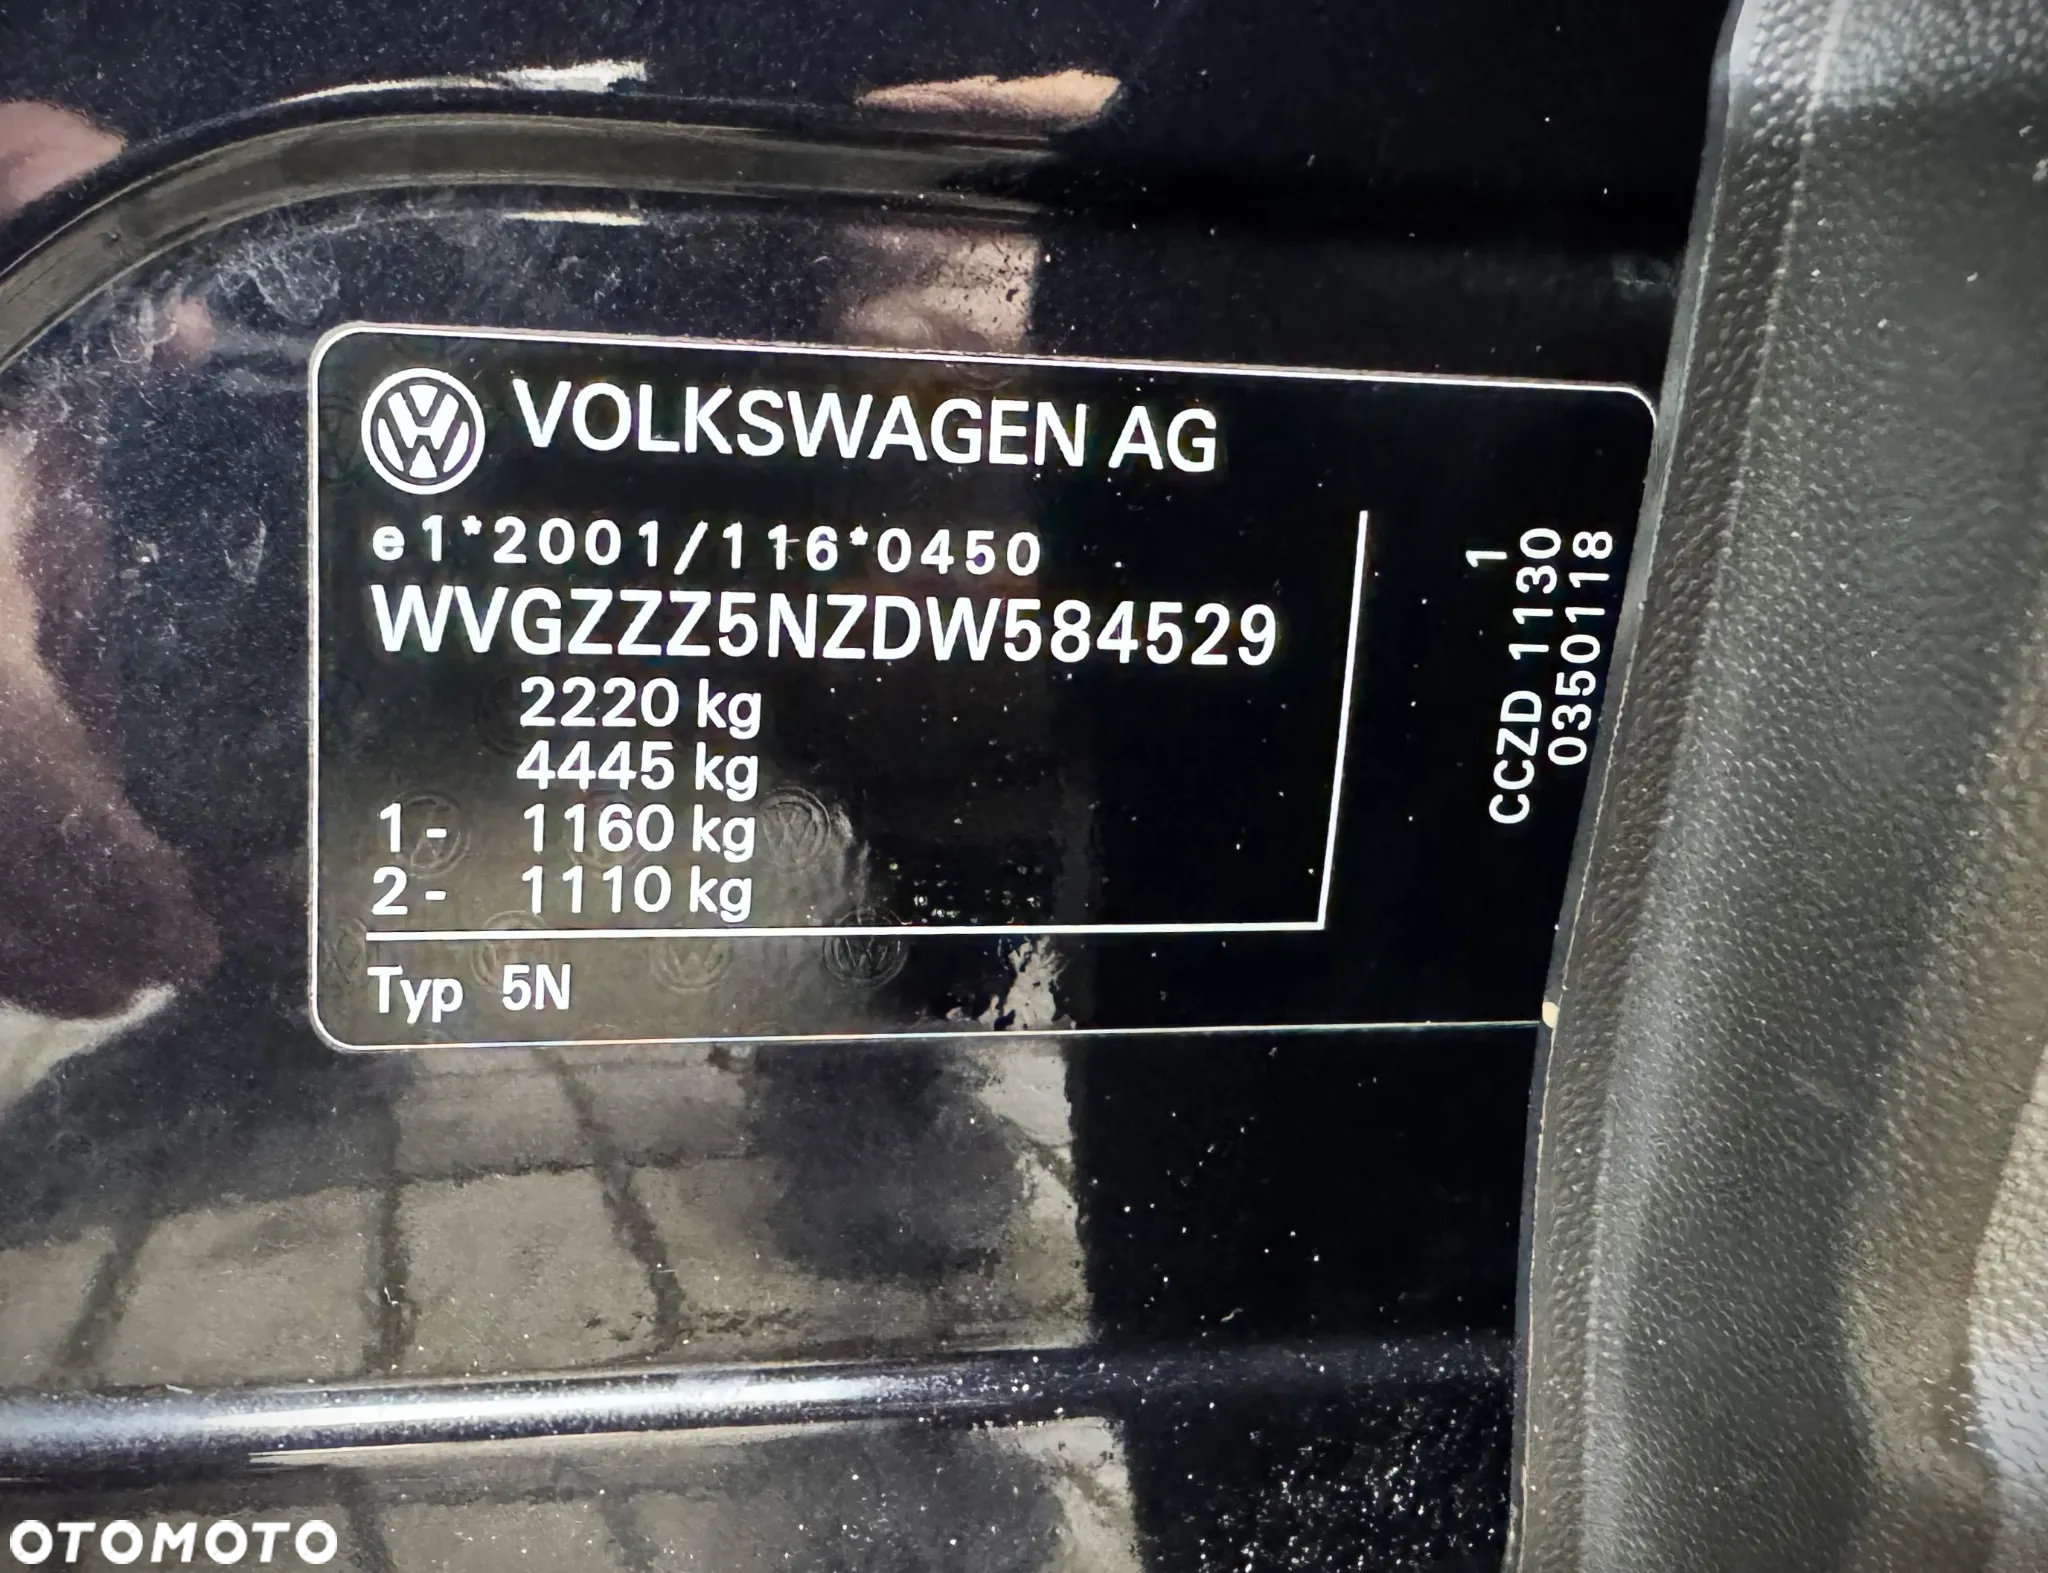 VOLKSWAGEN AG
e1*2001/116*0450
WVGZZZ5NZDW584529
2220 kg
4445 kg
1- 1160 kg
2- 1110 kg
Typ 5N
1
CCZD 1130
0350118
OTOMOTO